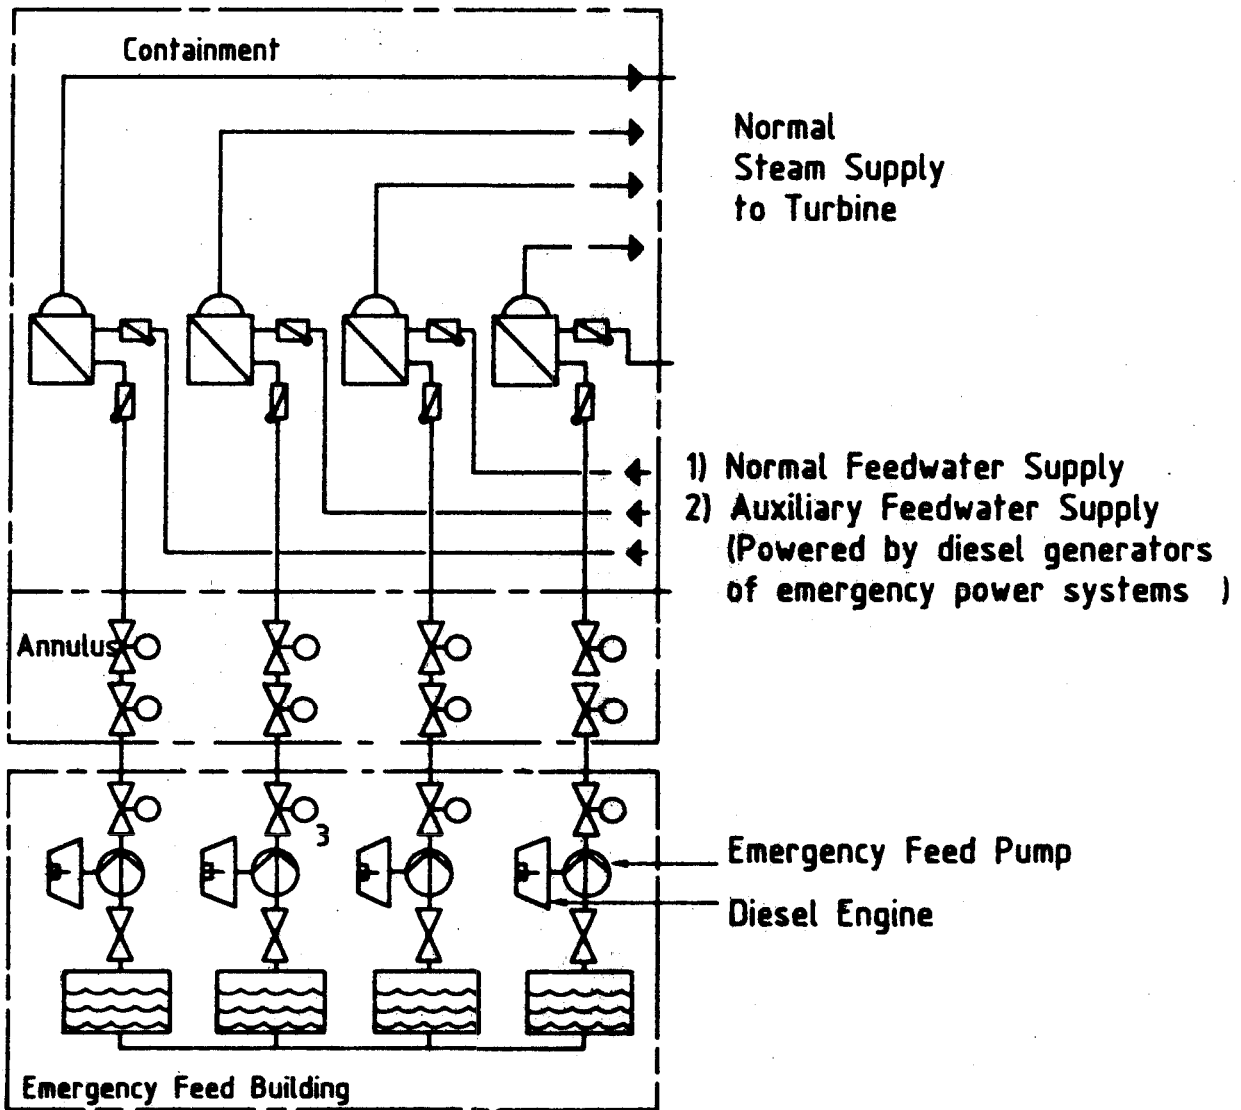 Containment
Normal
Steam Supply
to Turbine
1) Normal Feedwater Supply
2) Auxiliary Feedwater Supply
(Powered by diesel generators
of emergency power systems )
Annulus
3
Emergency Feed Pump
Diesel Engine
Emergency Feed Building